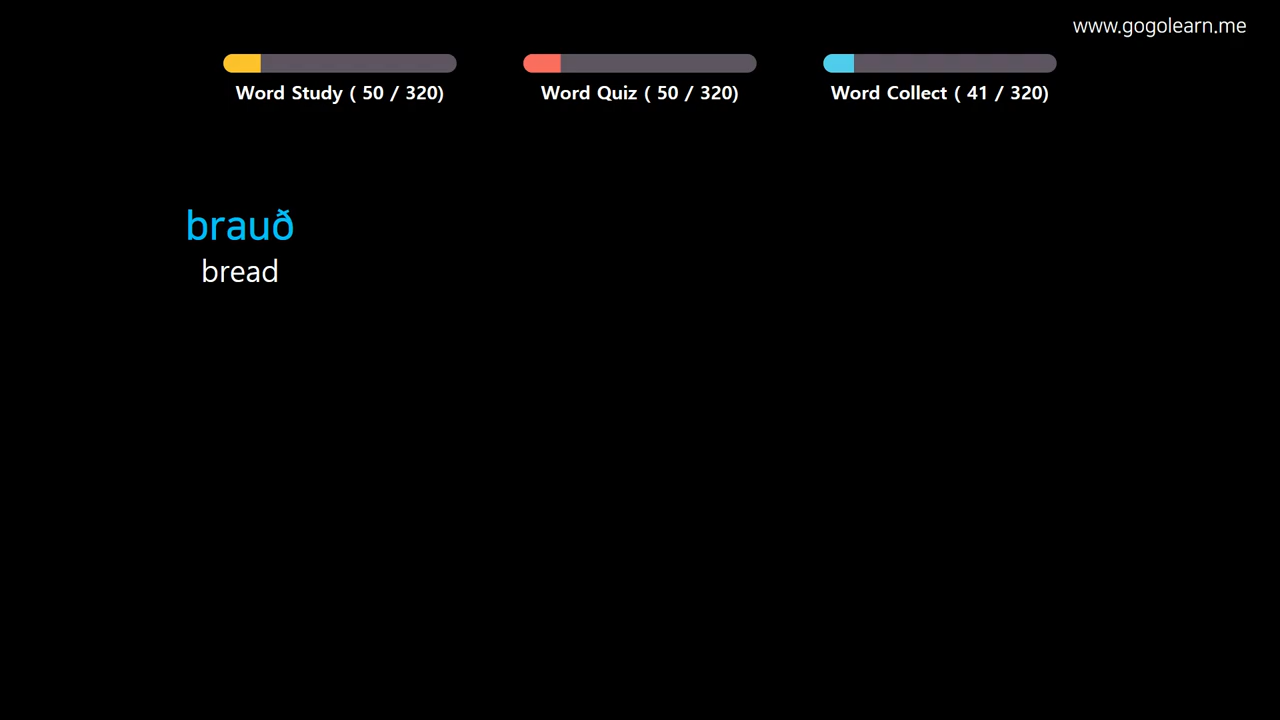 www.gogolearn.me
Word Study ( 50 / 320)
Word Quiz ( 50 / 320)
Word Collect ( 41 / 320)
brauð
bread